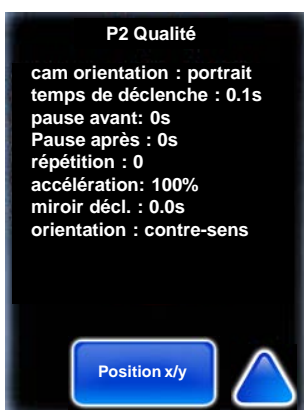 P2 Qualité
cam orientation : portrait
temps de déclenche : 0.1s
pause avant: 0s
Pause après : 0s
répétition : 0
accélération: 100%
miroir décl. : 0.0s
orientation : contre-sens
Position x/y